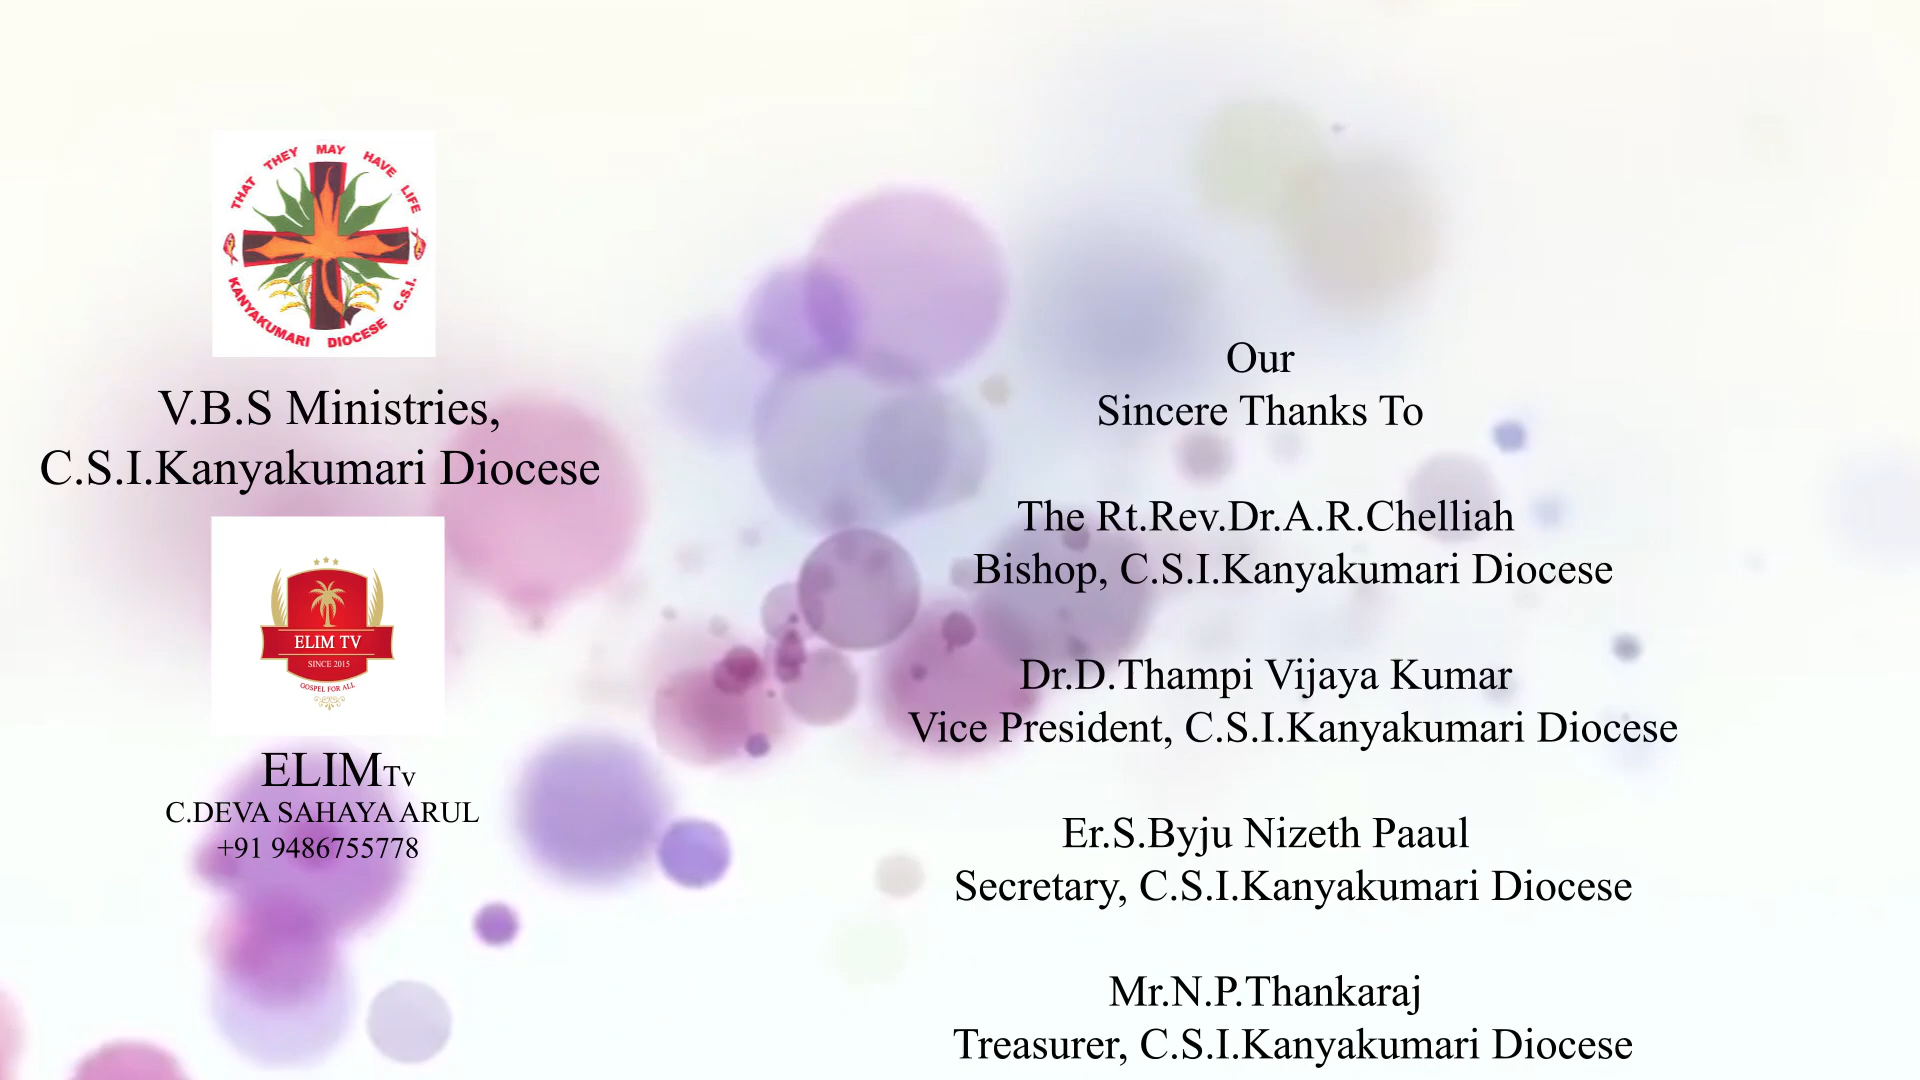 THAT THEY MAY HAVE LIFE
KANYAKUMARI DIOCESE C.S.I.
V.B.S Ministries,
C.S.I.Kanyakumari Diocese
ELIM TV
SINCE 2015
GOSPEL FOR ALL
ELIMTv
C.DEVA SAHAYA ARUL
+91 9486755778
Our
Sincere Thanks To
The Rt.Rev.Dr.A.R.Chelliah
Bishop, C.S.I.Kanyakumari Diocese
Dr.D.Thampi Vijaya Kumar
Vice President, C.S.I.Kanyakumari Diocese
Er.S.Byju Nizeth Paaul
Secretary, C.S.I.Kanyakumari Diocese
Mr.N.P.Thankaraj
Treasurer, C.S.I.Kanyakumari Diocese